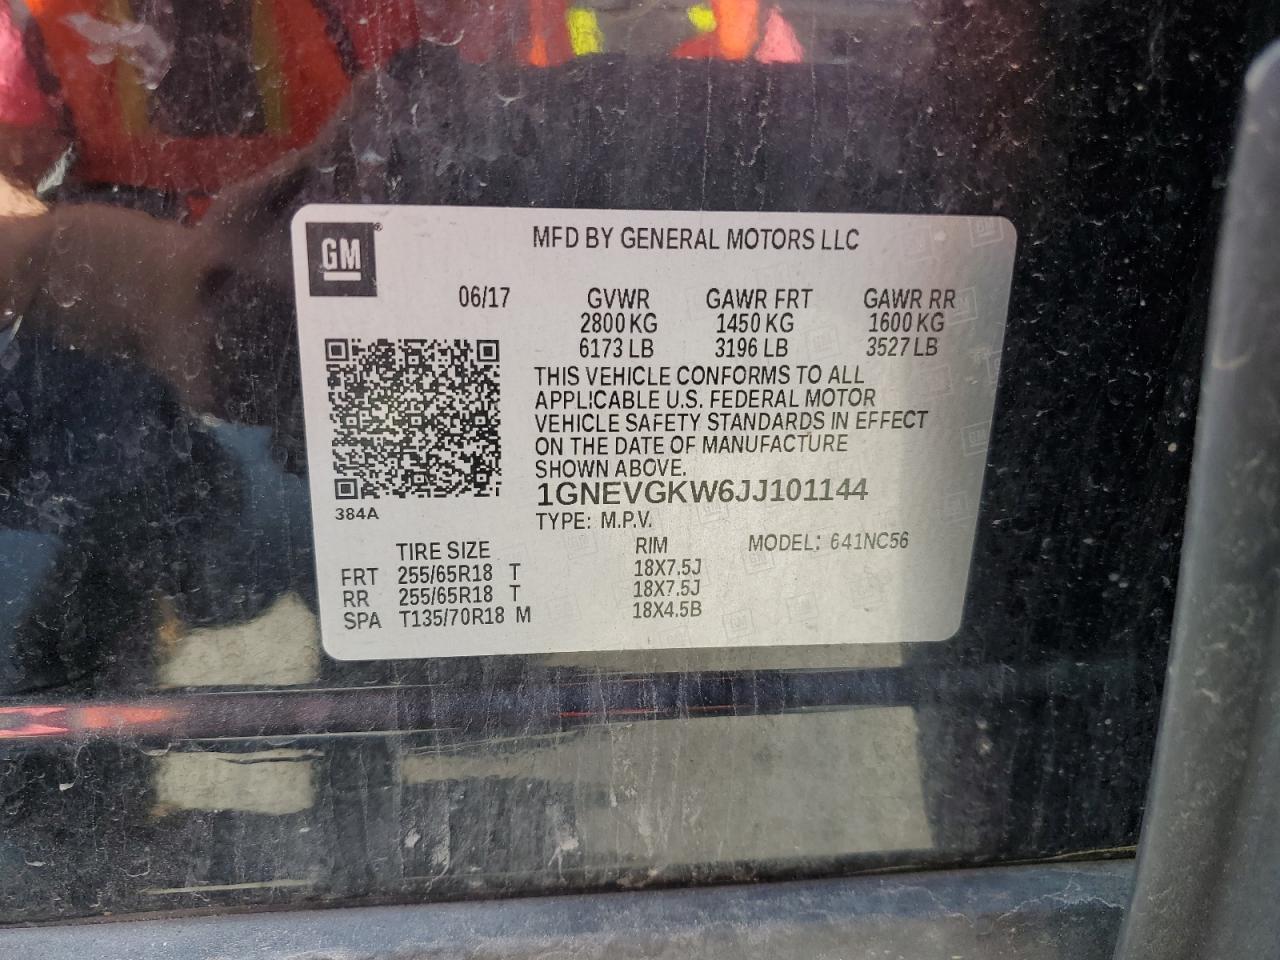 GM®
MFD BY GENERAL MOTORS LLC
06/17
GVWR GAWR FRT GAWR RR
2800 KG 1450 KG 1600 KG
6173 LB 3196 LB 3527 LB
THIS VEHICLE CONFORMS TO ALL
APPLICABLE U.S. FEDERAL MOTOR
VEHICLE SAFETY STANDARDS IN EFFECT
ON THE DATE OF MANUFACTURE
SHOWN ABOVE.
1GNEVGKW6JJ101144
384A
TYPE: M.P.V.
TIRE SIZE RIM MODEL: 641NC56
FRT 255/65R18 T 18X7.5J
RR 255/65R18 T 18X7.5J
SPA T135/70R18 M 18X4.5B